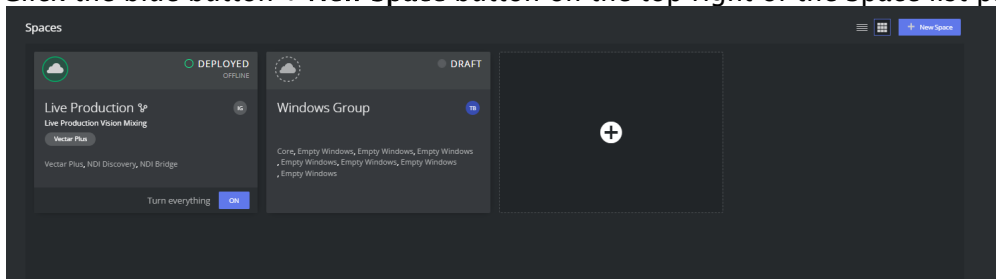 Click the blue button + New Space button on the top right of the Space list p
Spaces
+ New Space
DEPLOYED
OFFLINE
Live Production
IG
Live Production Vision Mixing
Vectar Plus
Vectar Plus, NDI Discovery, NDI Bridge
Turn everything ON
DRAFT
Windows Group
TB
Core, Empty Windows, Empty Windows, Empty Windows
, Empty Windows, Empty Windows, Empty Windows
, Empty Windows